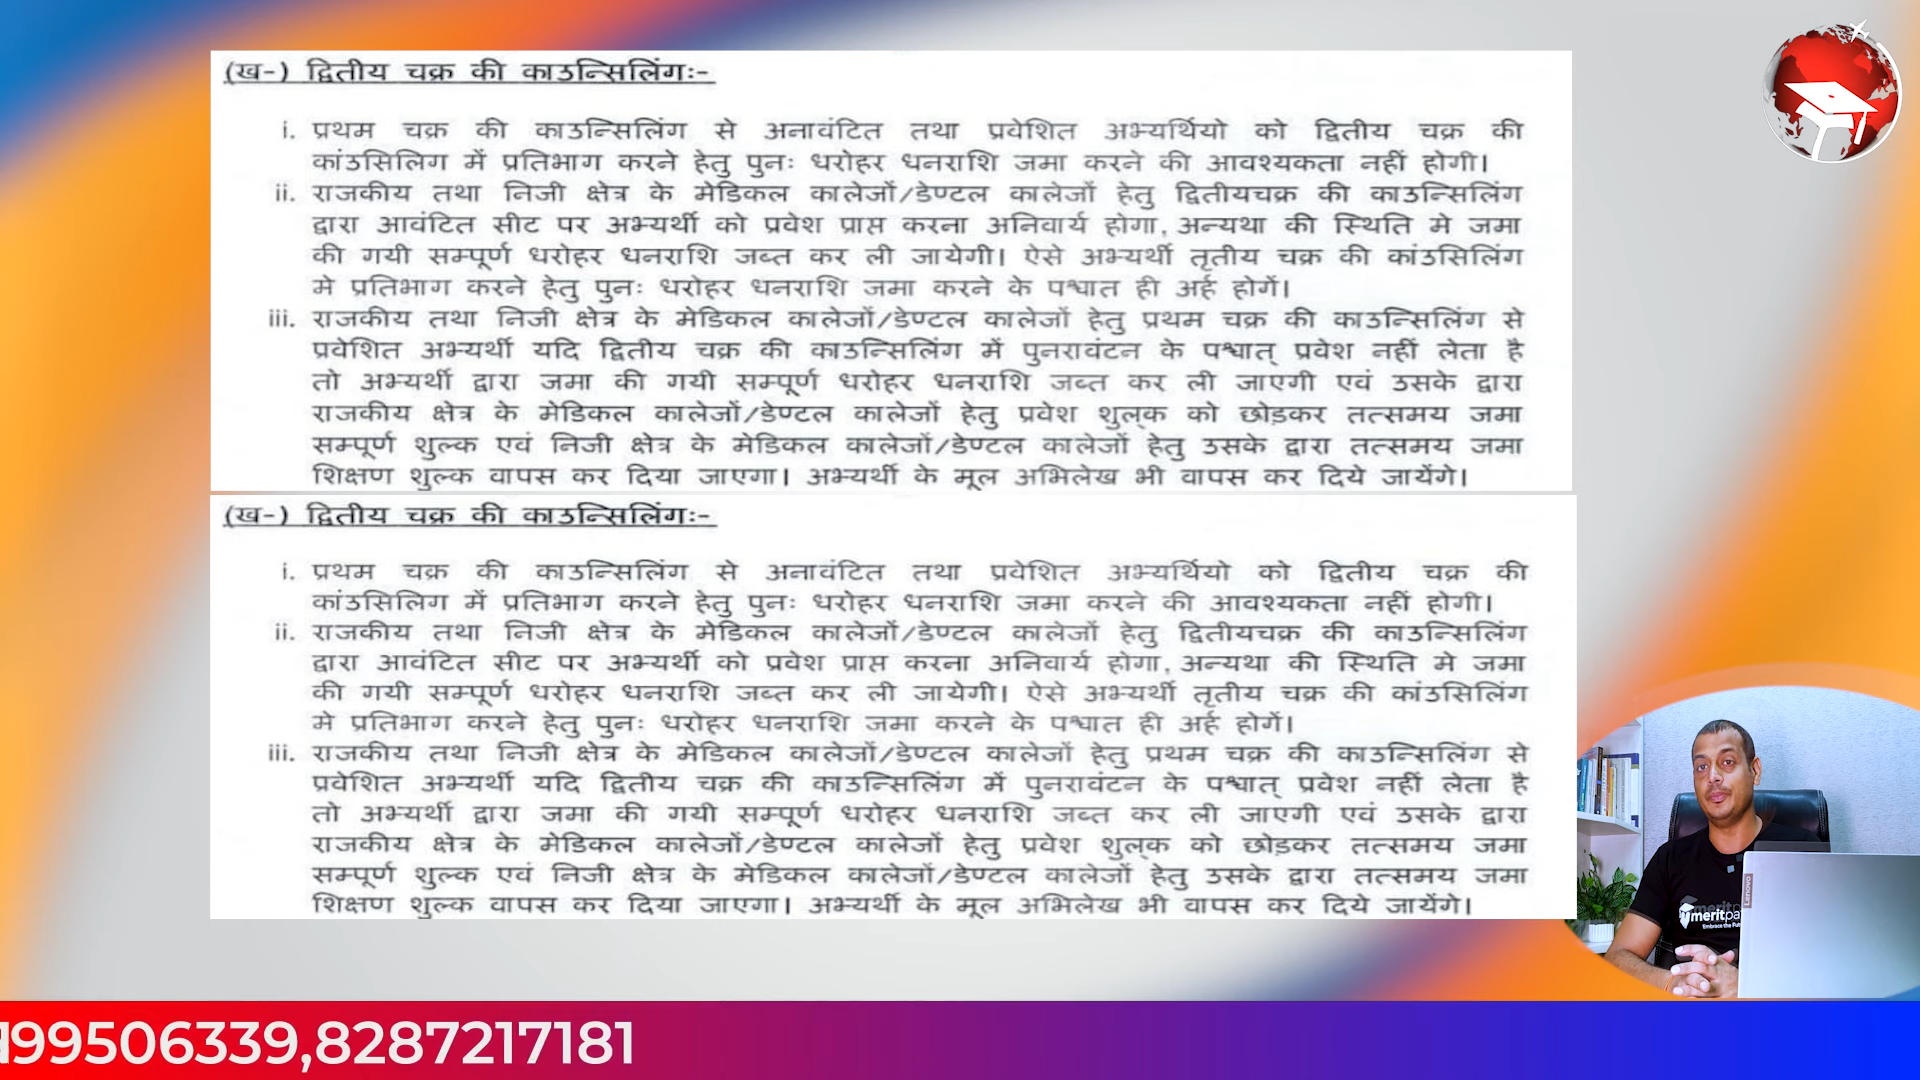 (ख-) द्वितीय चक्र की काउन्सिलिंगः-
i. प्रथम चक्र की काउन्सिलिंग से अनावंटित तथा प्रवेशित अभ्यर्थियो को द्वितीय चक्र की
कांउसिलिग में प्रतिभाग करने हेतु पुनः धरोहर धनराशि जमा करने की आवश्यकता नहीं होगी।
ii. राजकीय तथा निजी क्षेत्र के मेडिकल कालेजों/डेण्टल कालेजों हेतु द्वितीयचक्र की काउन्सिलिंग
द्वारा आवंटित सीट पर अभ्यर्थी को प्रवेश प्राप्त करना अनिवार्य होगा, अन्यथा की स्थिति मे जमा
की गयी सम्पूर्ण धरोहर धनराशि जब्त कर ली जायेगी। ऐसे अभ्यर्थी तृतीय चक्र की कांउसिलिंग
मे प्रतिभाग करने हेतु पुनः धरोहर धनराशि जमा करने के पश्चात ही अर्ह होगें।
iii. राजकीय तथा निजी क्षेत्र के मेडिकल कालेजों/डेण्टल कालेजों हेतु प्रथम चक्र की काउन्सिलिंग से
प्रवेशित अभ्यर्थी यदि द्वितीय चक्र की काउन्सिलिंग में पुनरावंटन के पश्चात् प्रवेश नहीं लेता है
तो अभ्यर्थी द्वारा जमा की गयी सम्पूर्ण धरोहर धनराशि जब्त कर ली जाएगी एवं उसके द्वारा
राजकीय क्षेत्र के मेडिकल कालेजों/डेण्टल कालेजों हेतु प्रवेश शुल्क को छोड़कर तत्समय जमा
सम्पूर्ण शुल्क एवं निजी क्षेत्र के मेडिकल कालेजों/डेण्टल कालेजों हेतु उसके द्वारा तत्समय जमा
शिक्षण शुल्क वापस कर दिया जाएगा। अभ्यर्थी के मूल अभिलेख भी वापस कर दिये जायेंगे।
(ख-) द्वितीय चक्र की काउन्सिलिंगः-
i. प्रथम चक्र की काउन्सिलिंग से अनावंटित तथा प्रवेशित अभ्यर्थियो को द्वितीय चक्र की
कांउसिलिग में प्रतिभाग करने हेतु पुनः धरोहर धनराशि जमा करने की आवश्यकता नहीं होगी।
ii. राजकीय तथा निजी क्षेत्र के मेडिकल कालेजों/डेण्टल कालेजों हेतु द्वितीयचक्र की काउन्सिलिंग
द्वारा आवंटित सीट पर अभ्यर्थी को प्रवेश प्राप्त करना अनिवार्य होगा, अन्यथा की स्थिति मे जमा
की गयी सम्पूर्ण धरोहर धनराशि जब्त कर ली जायेगी। ऐसे अभ्यर्थी तृतीय चक्र की कांउसिलिंग
मे प्रतिभाग करने हेतु पुनः धरोहर धनराशि जमा करने के पश्चात ही अर्ह होगें।
iii. राजकीय तथा निजी क्षेत्र के मेडिकल कालेजों/डेण्टल कालेजों हेतु प्रथम चक्र की काउन्सिलिंग से
प्रवेशित अभ्यर्थी यदि द्वितीय चक्र की काउन्सिलिंग में पुनरावंटन के पश्चात् प्रवेश नहीं लेता है
तो अभ्यर्थी द्वारा जमा की गयी सम्पूर्ण धरोहर धनराशि जब्त कर ली जाएगी एवं उसके द्वारा
राजकीय क्षेत्र के मेडिकल कालेजों/डेण्टल कालेजों हेतु प्रवेश शुल्क को छोड़कर तत्समय जमा
सम्पूर्ण शुल्क एवं निजी क्षेत्र के मेडिकल कालेजों/डेण्टल कालेजों हेतु उसके द्वारा तत्समय जमा
शिक्षण शुल्क वापस कर दिया जाएगा। अभ्यर्थी के मूल अभिलेख भी वापस कर दिये जायेंगे।
Lenovo
meritpa
Embrace the Fu
99506339,8287217181